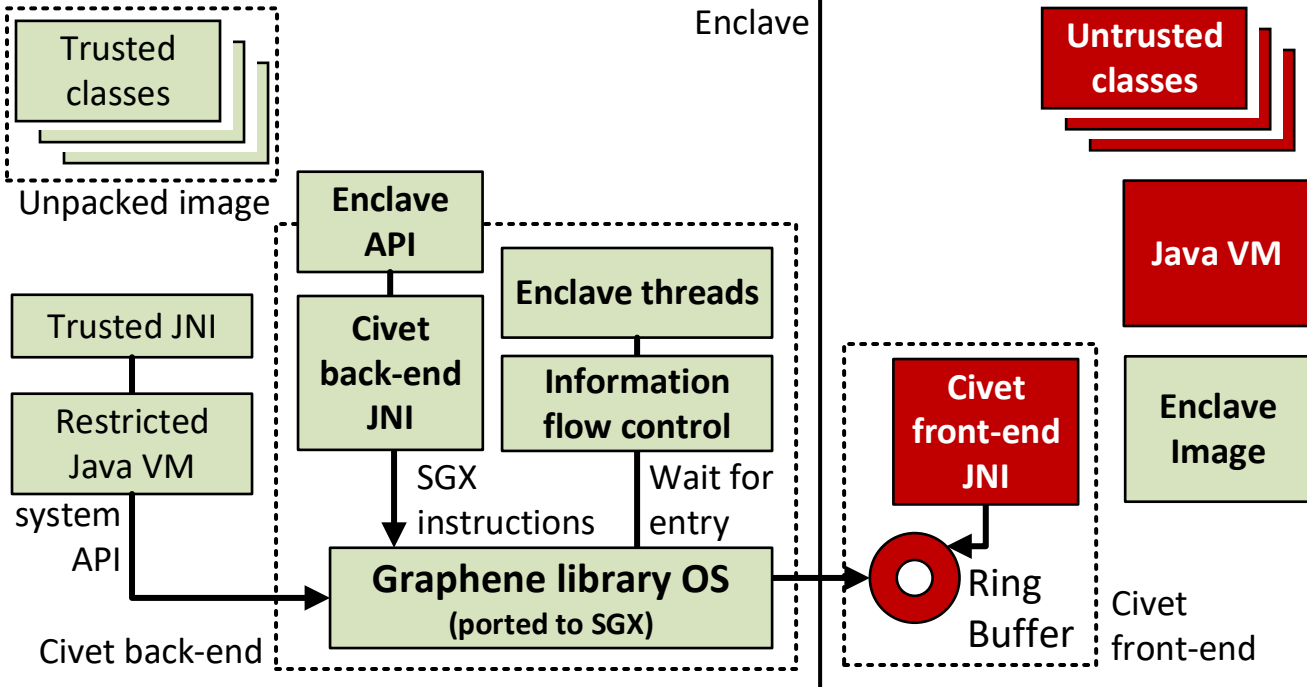 Trusted
classes
Unpacked image
Enclave
Untrusted
classes
Java VM
Enclave
API
Enclave threads
Trusted JNI
Civet
back-end
JNI
Information
flow control
Restricted
Java VM
system
API
SGX
instructions
Wait for
entry
Graphene library OS
(ported to SGX)
Civet back-end
Civet
front-end
JNI
Enclave
Image
Ring
Buffer
Civet
front-end